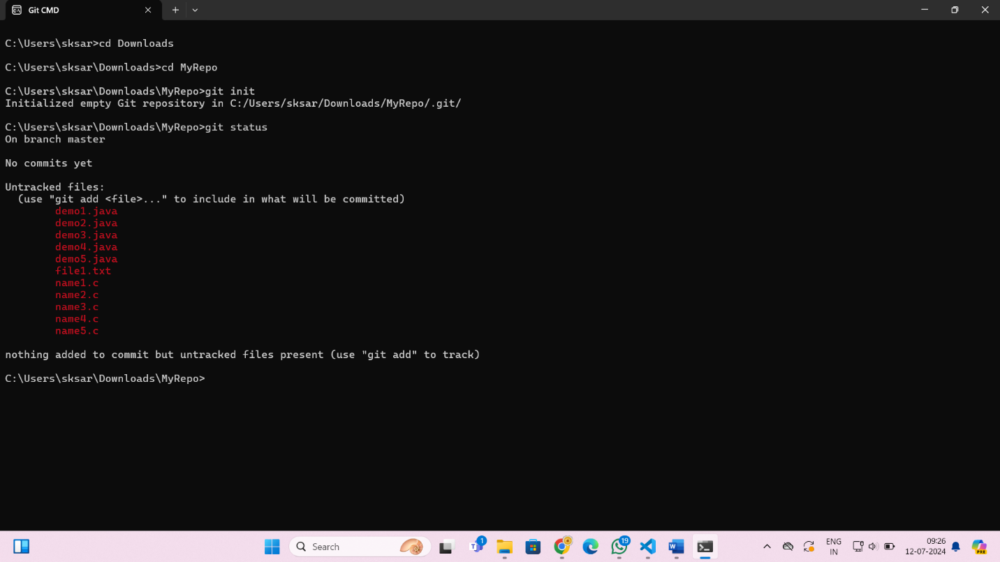 Git CMD
C:\Users\sksar>cd Downloads
C:\Users\sksar\Downloads>cd MyRepo
C:\Users\sksar\Downloads\MyRepo>git init
Initialized empty Git repository in C:/Users/sksar/Downloads/MyRepo/.git/
C:\Users\sksar\Downloads\MyRepo>git status
On branch master
No commits yet
Untracked files:
(use "git add <file>..." to include in what will be committed)
demo1.java
demo2.java
demo3.java
demo4.java
demo5.java
file1.txt
name1.c
name2.c
name3.c
name4.c
name5.c
nothing added to commit but untracked files present (use "git add" to track)
C:\Users\sksar\Downloads\MyRepo>
Search
1
19
ENG
IN
09:26
12-07-2024
PRE